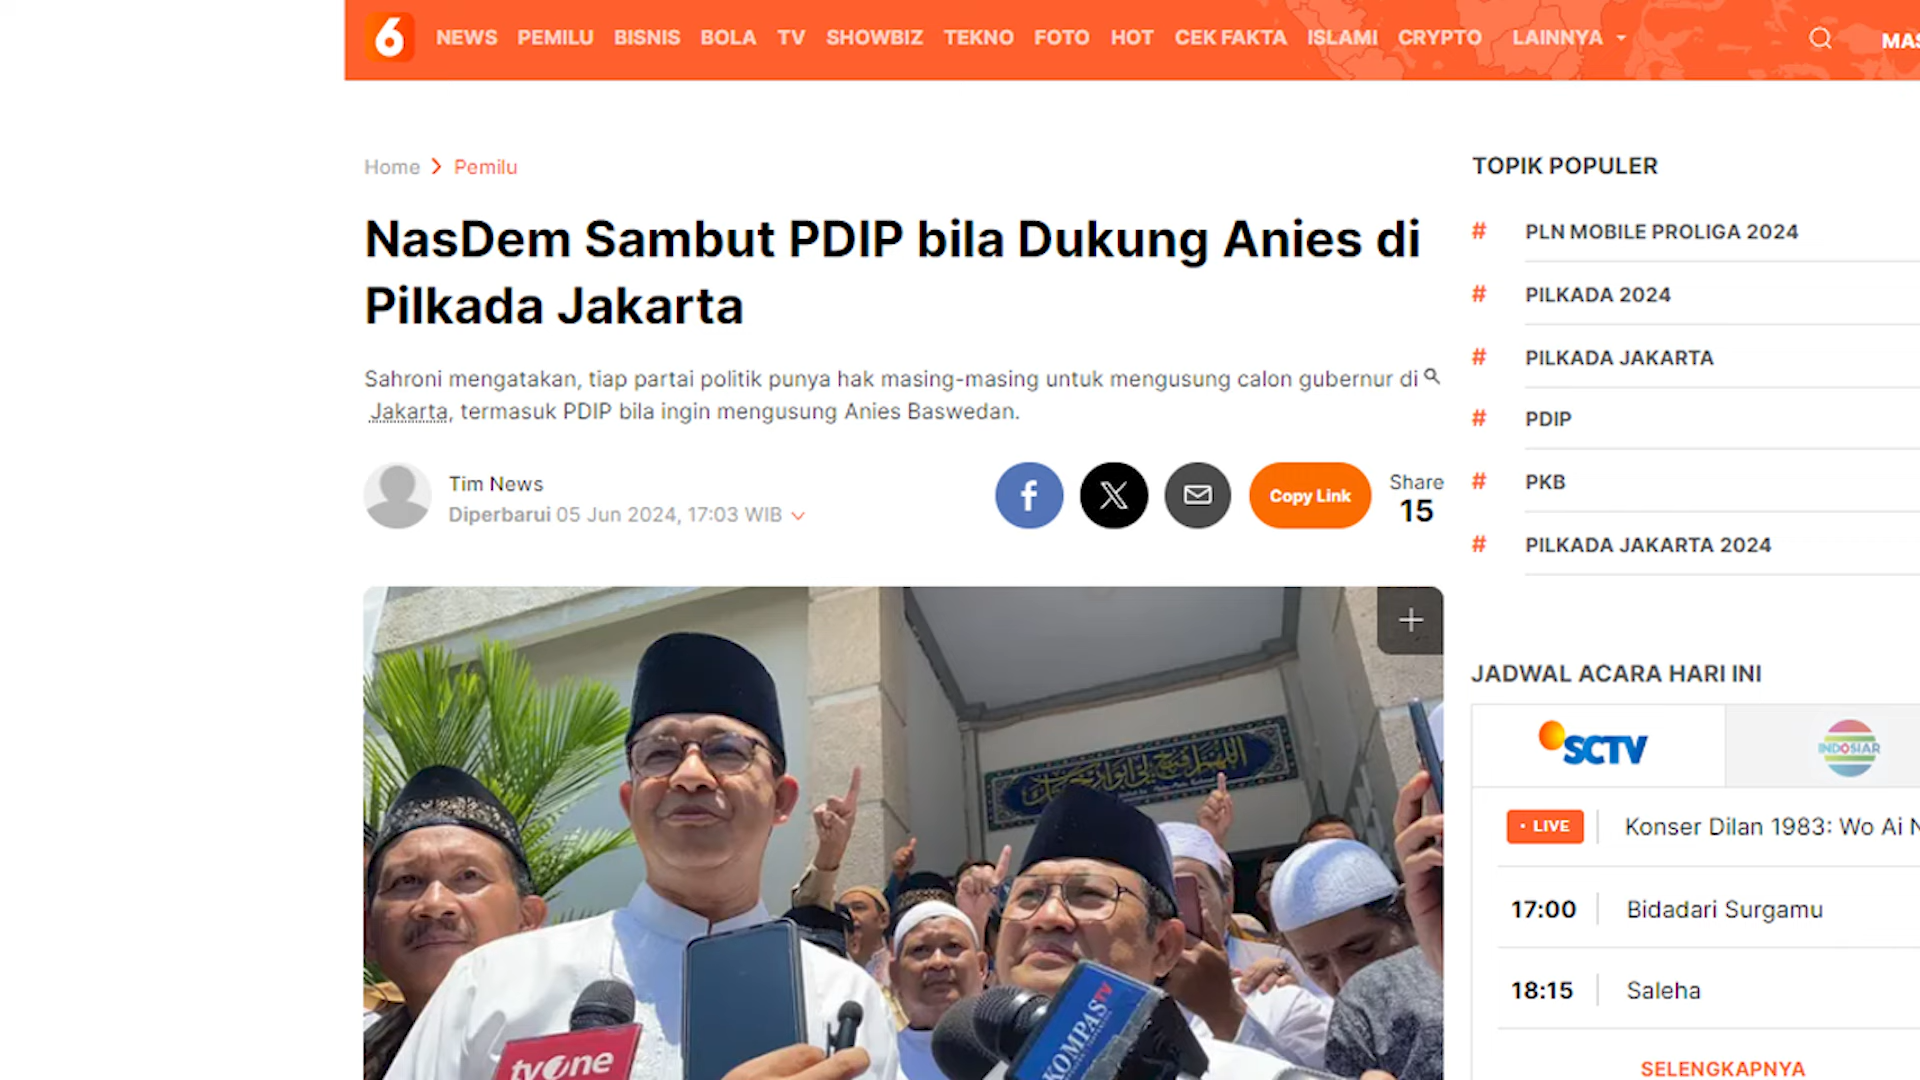 6 NEWS PEMILU BISNIS BOLA TV SHOWBIZ TEKNO FOTO HOT CEK FAKTA ISLAMI CRYPTO LAINNYA
Home > Pemilu
NasDem Sambut PDIP bila Dukung Anies di
Pilkada Jakarta
Sahroni mengatakan, tiap partai politik punya hak masing-masing untuk mengusung calon gubernur di
Jakarta, termasuk PDIP bila ingin mengusung Anies Baswedan.
Tim News
Diperbarui 05 Jun 2024, 17:03 WIB
Copy Link
Share
15
tvOne
KOMPAS TV
TOPIK POPULER
# PLN MOBILE PROLIGA 2024
# PILKADA 2024
# PILKADA JAKARTA
# PDIP
# PKB
# PILKADA JAKARTA 2024
JADWAL ACARA HARI INI
SCTV
INDOSIAR
• LIVE Konser Dilan 1983: Wo Ai
17:00 Bidadari Surgamu
18:15 Saleha
SELENGKAPNYA